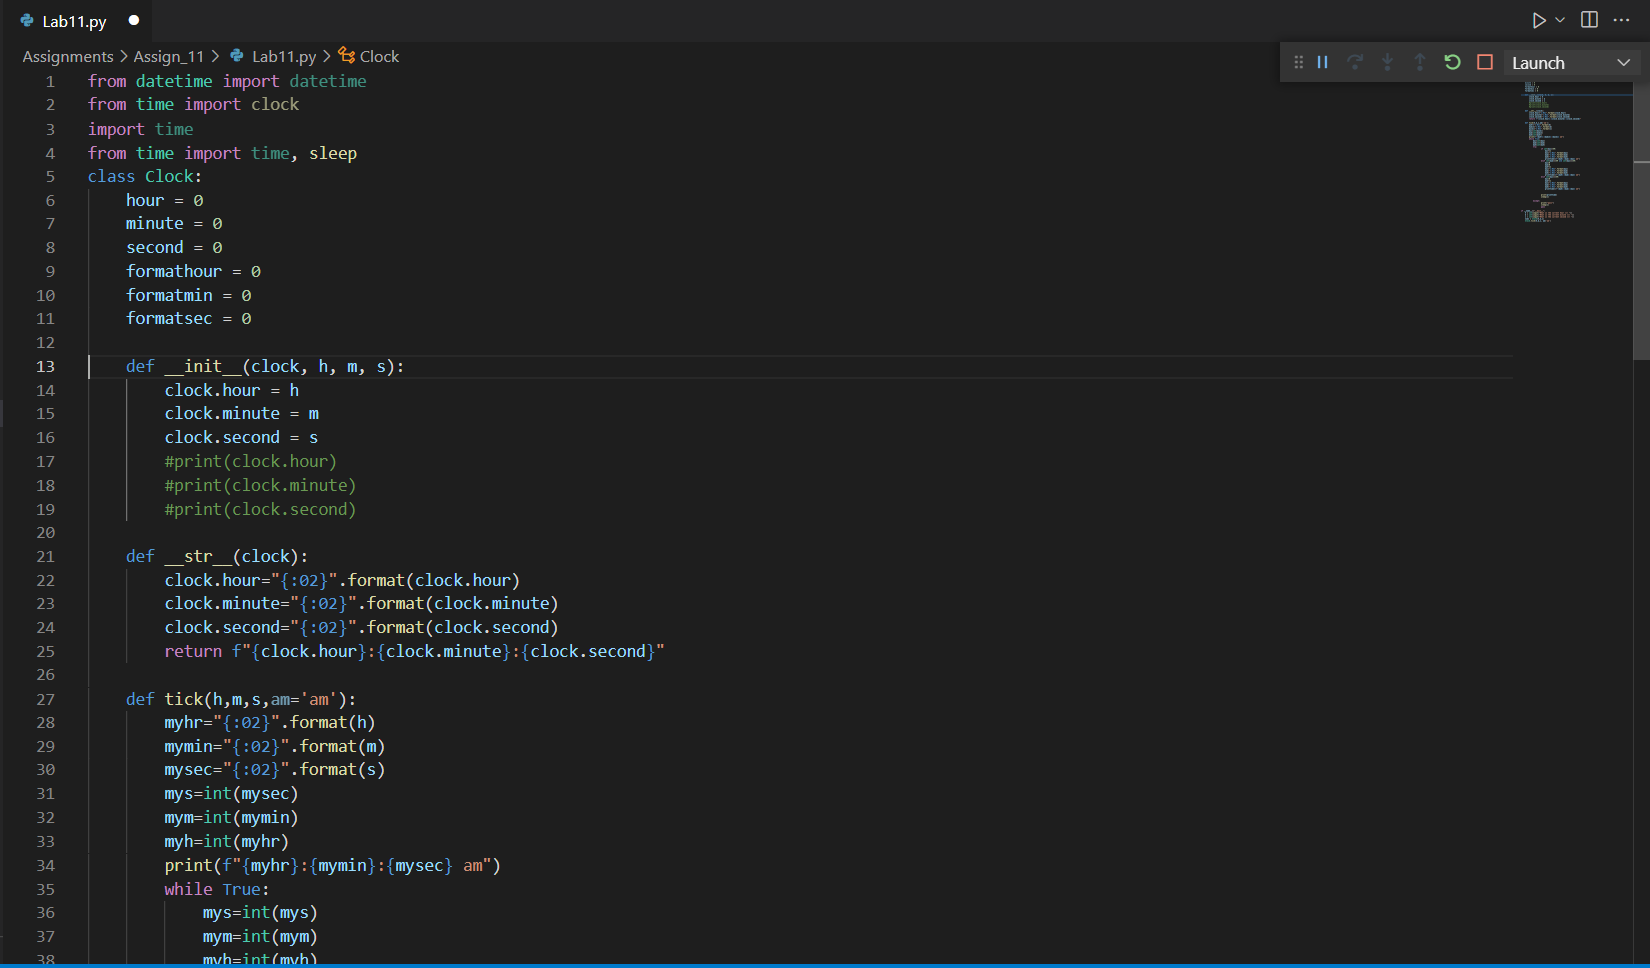 Lab11.py
Assignments > Assign_11 > Lab11.py > Clock
Launch
1 from datetime import datetime
2 from time import clock
3 import time
4 from time import time, sleep
5 class Clock:
6     hour = 0
7     minute = 0
8     second = 0
9     formathour = 0
10     formatmin = 0
11     formatsec = 0
12
13     def __init__(clock, h, m, s):
14         clock.hour = h
15         clock.minute = m
16         clock.second = s
17         #print(clock.hour)
18         #print(clock.minute)
19         #print(clock.second)
20
21     def __str__(clock):
22         clock.hour="{:02}".format(clock.hour)
23         clock.minute="{:02}".format(clock.minute)
24         clock.second="{:02}".format(clock.second)
25         return f"{clock.hour}:{clock.minute}:{clock.second}"
26
27     def tick(h,m,s,am='am'):
28         myhr="{:02}".format(h)
29         mymin="{:02}".format(m)
30         mysec="{:02}".format(s)
31         mys=int(mysec)
32         mym=int(mymin)
33         myh=int(myhr)
34         print(f"{myhr}:{mymin}:{mysec} am")
35         while True:
36             mys=int(mys)
37             mym=int(mym)
38             myh=int(myh)